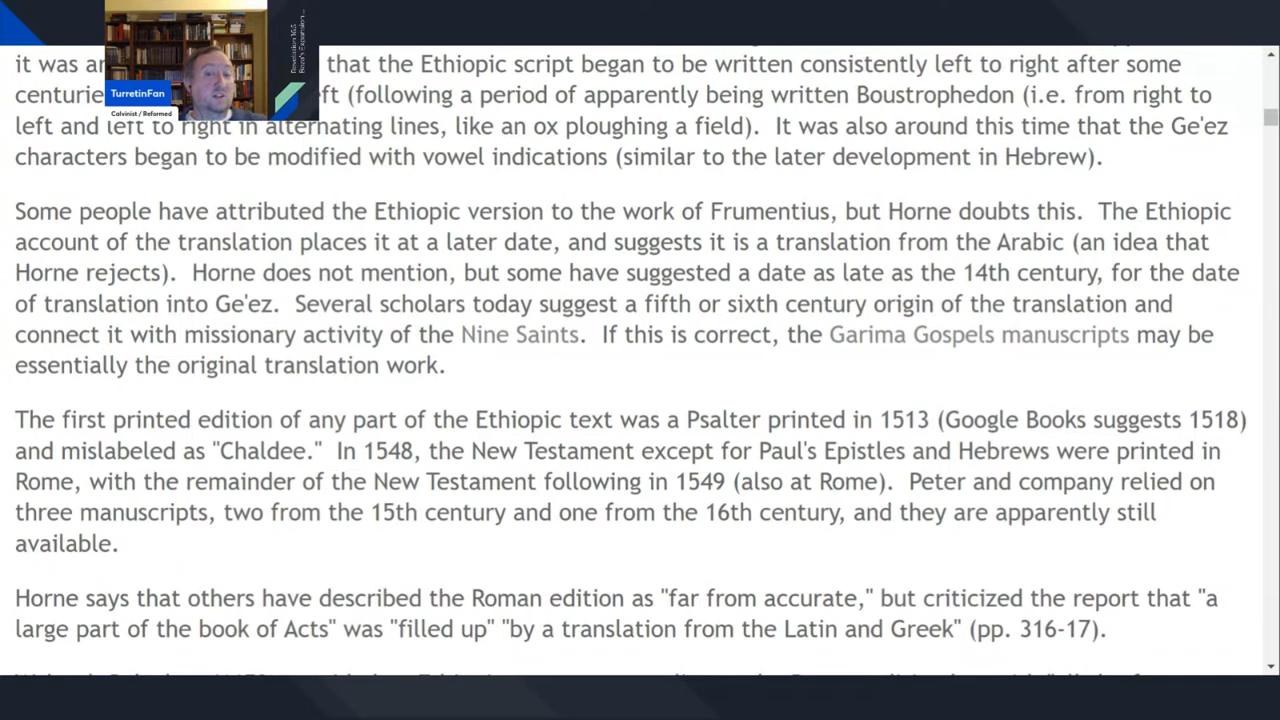 it was an that the Ethiopic script began to be written consistently left to right after some
centurie eft (following a period of apparently being written Boustrophedon (i.e. from right to
left and left to right in alternating lines, like an ox ploughing a field). It was also around this time that the Ge'ez
characters began to be modified with vowel indications (similar to the later development in Hebrew).
Some people have attributed the Ethiopic version to the work of Frumentius, but Horne doubts this. The Ethiopic
account of the translation places it at a later date, and suggests it is a translation from the Arabic (an idea that
Horne rejects). Horne does not mention, but some have suggested a date as late as the 14th century, for the date
of translation into Ge'ez. Several scholars today suggest a fifth or sixth century origin of the translation and
connect it with missionary activity of the Nine Saints. If this is correct, the Garima Gospels manuscripts may be
essentially the original translation work.
The first printed edition of any part of the Ethiopic text was a Psalter printed in 1513 (Google Books suggests 1518)
and mislabeled as "Chaldee." In 1548, the New Testament except for Paul's Epistles and Hebrews were printed in
Rome, with the remainder of the New Testament following in 1549 (also at Rome). Peter and company relied on
three manuscripts, two from the 15th century and one from the 16th century, and they are apparently still
available.
Horne says that others have described the Roman edition as "far from accurate," but criticized the report that "a
large part of the book of Acts" was "filled up" "by a translation from the Latin and Greek" (pp. 316-17).
TurretinFan
Calvinist / Reformed
Revelation 16:5
Beza's Expansion ...